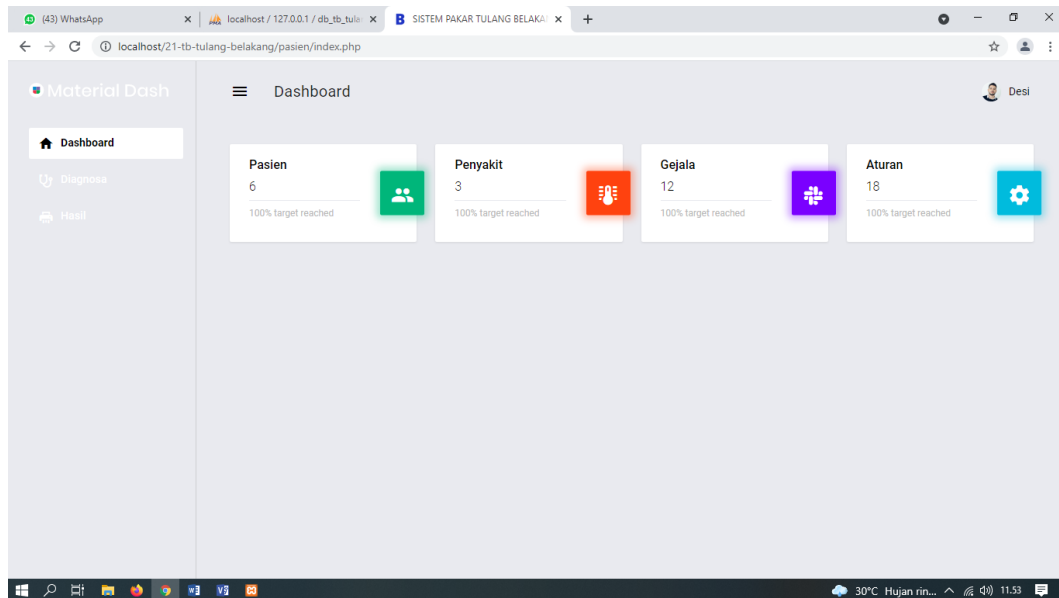 (43) WhatsApp
localhost / 127.0.0.1 / db_tb_tula
SISTEM PAKAR TULANG BELAKA
localhost/21-tb-tulang-belakang/pasien/index.php
Material Dash
Dashboard
Desi
Dashboard
Diagnosa
Hasil
Pasien
6
100% target reached
Penyakit
3
100% target reached
Gejala
12
100% target reached
Aturan
18
100% target reached
30°C Hujan rin...
11.53